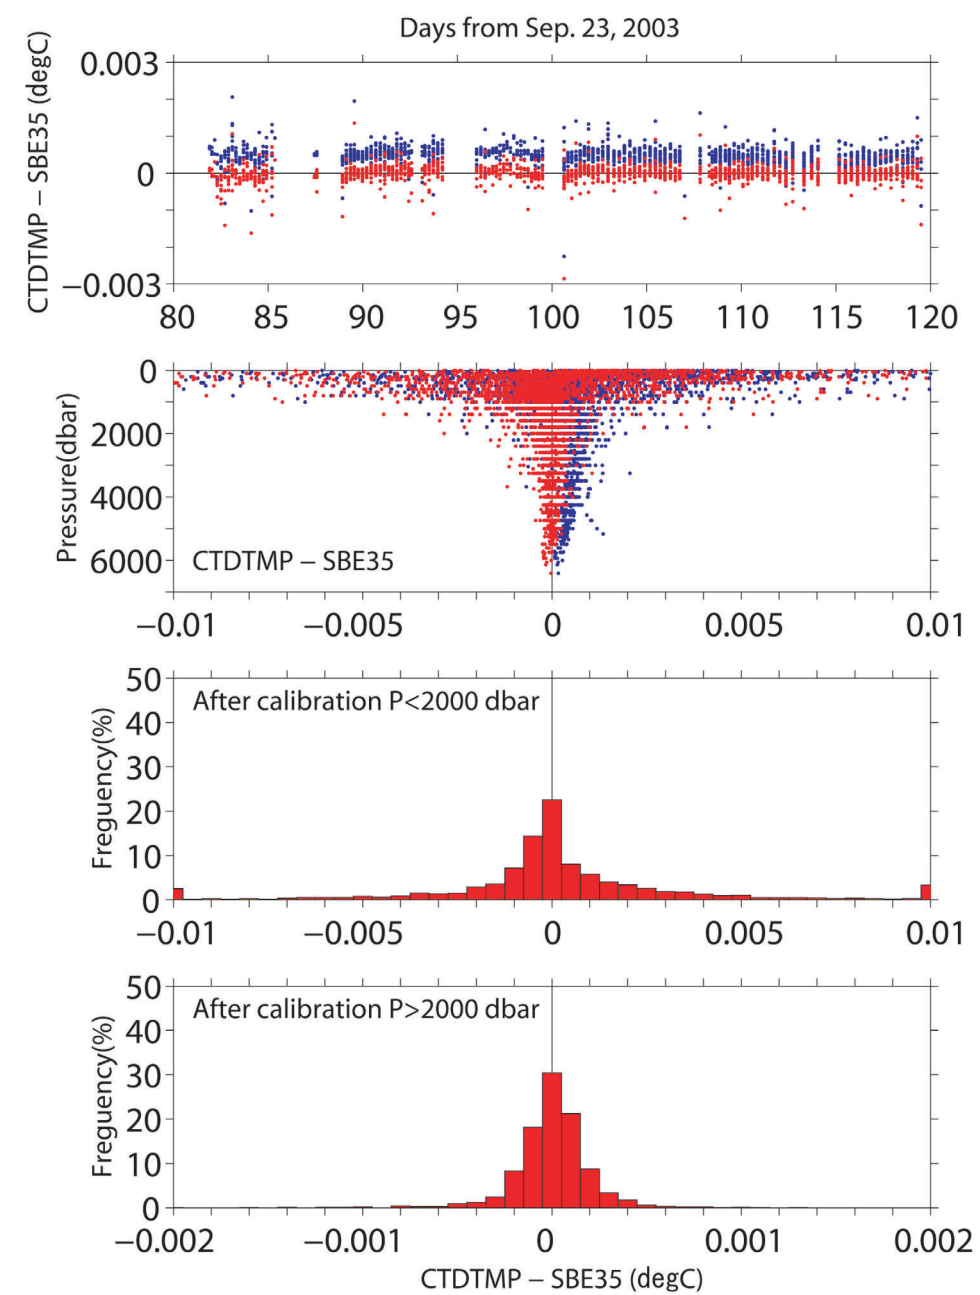 Days from Sep. 23, 2003
CTDTMP – SBE35 (degC)
0.003
0
−0.003
80 85 90 95 100 105 110 115 120
Pressure(dbar)
0
2000
4000
6000
CTDTMP – SBE35
−0.01 −0.005 0 0.005 0.01
Freguency(%)
50
40
30
20
10
0
After calibration P<2000 dbar
−0.01 −0.005 0 0.005 0.01
Freguency(%)
50
40
30
20
10
0
After calibration P>2000 dbar
−0.002 −0.001 0 0.001 0.002
CTDTMP – SBE35 (degC)